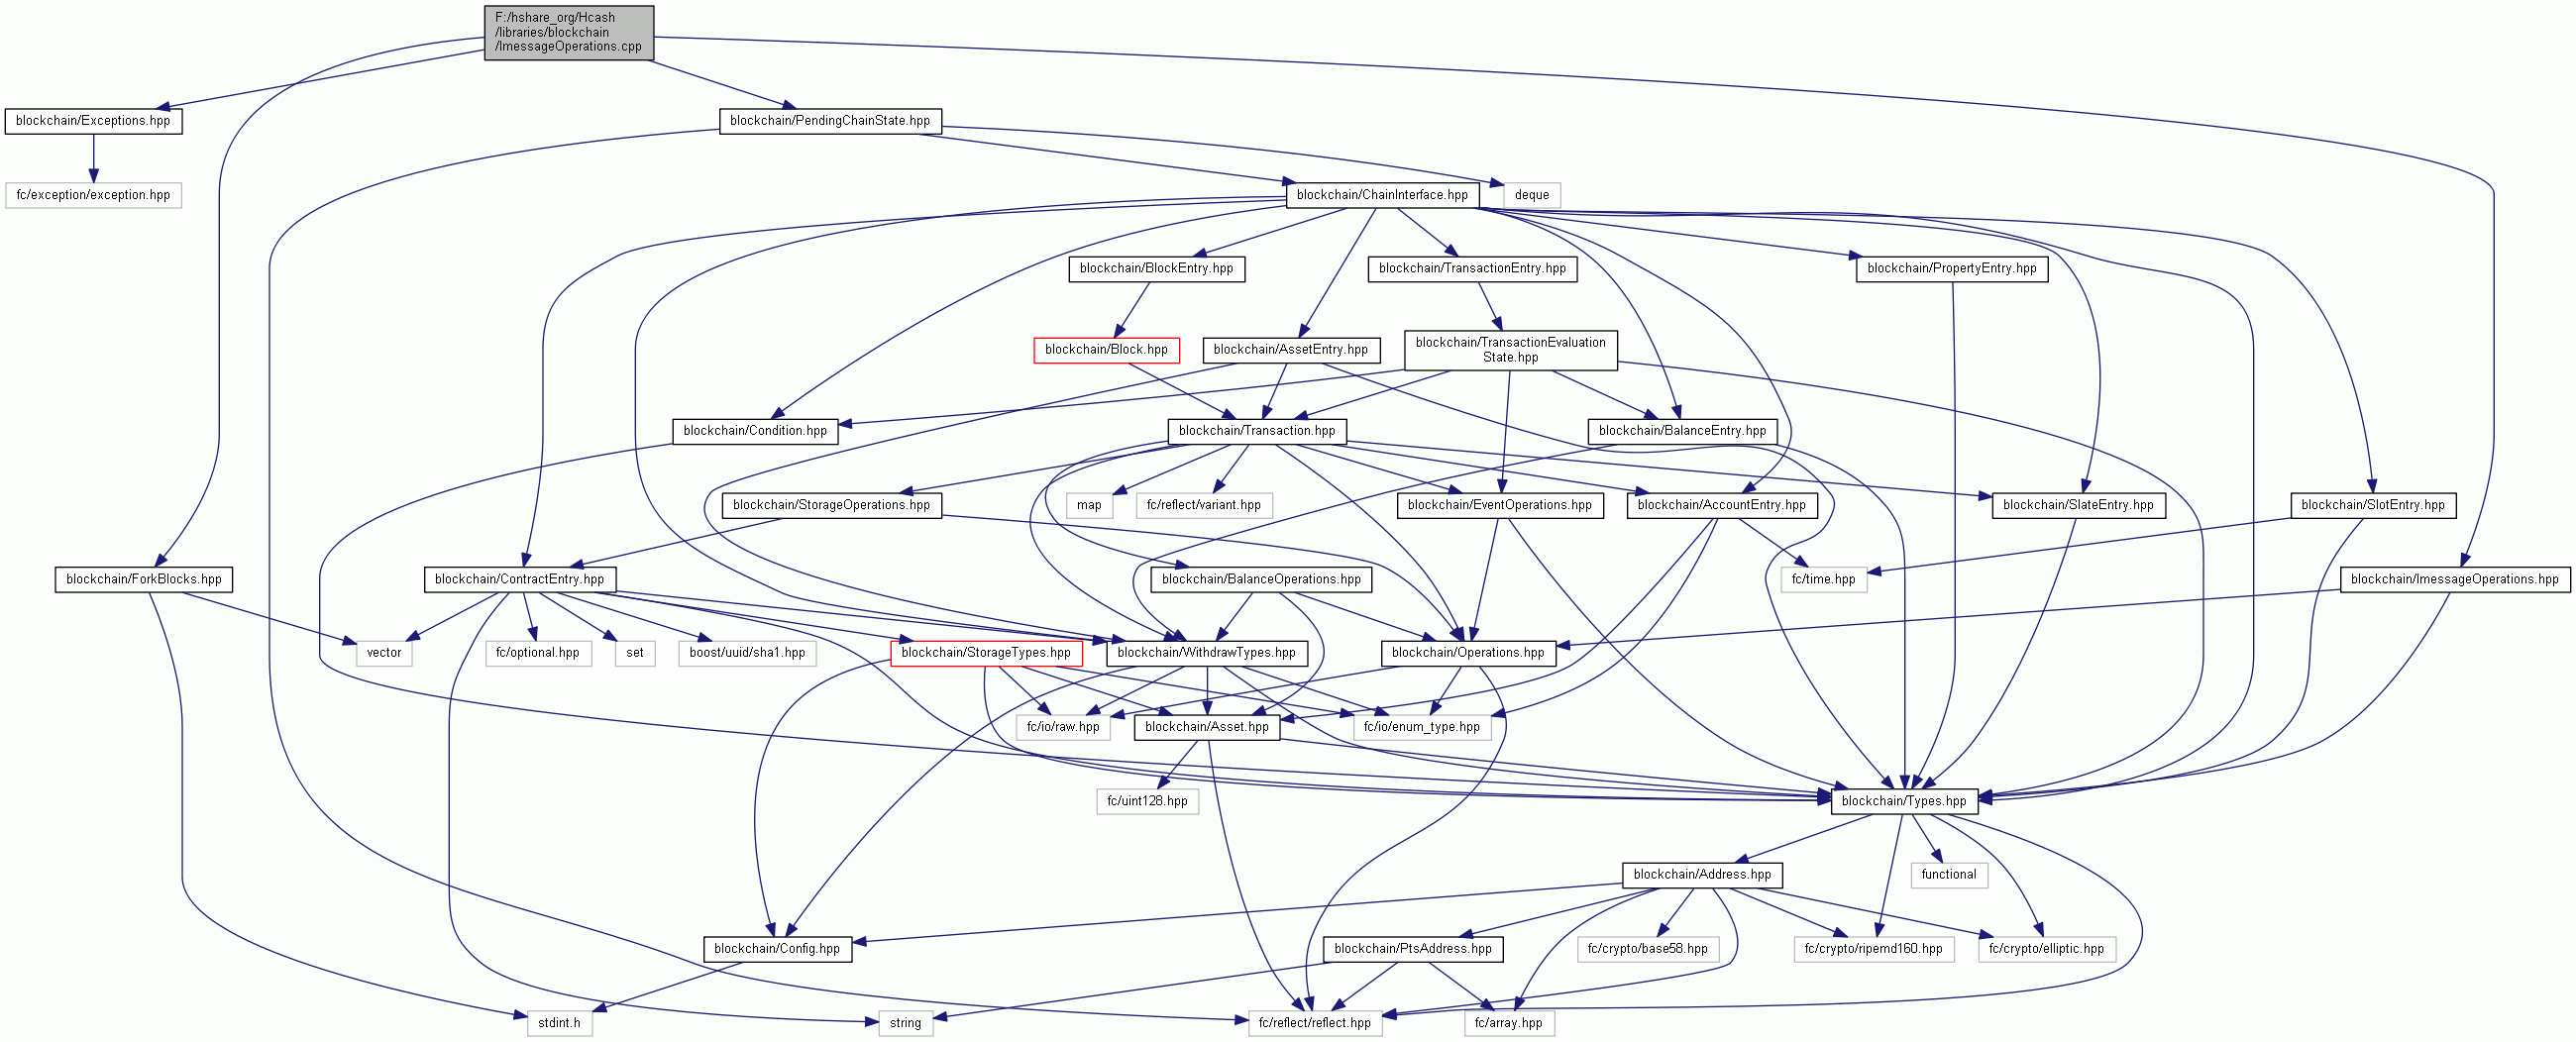 F:/hshare_org/Hcash
/libraries/blockchain
/ImessageOperations.cpp
blockchain/Exceptions.hpp
blockchain/PendingChainState.hpp
fc/exception/exception.hpp
blockchain/ChainInterface.hpp
deque
blockchain/BlockEntry.hpp
blockchain/TransactionEntry.hpp
blockchain/PropertyEntry.hpp
blockchain/Block.hpp
blockchain/AssetEntry.hpp
blockchain/TransactionEvaluation
State.hpp
blockchain/Condition.hpp
blockchain/Transaction.hpp
blockchain/BalanceEntry.hpp
blockchain/StorageOperations.hpp
map
fc/reflect/variant.hpp
blockchain/EventOperations.hpp
blockchain/AccountEntry.hpp
blockchain/SlateEntry.hpp
blockchain/SlotEntry.hpp
blockchain/ForkBlocks.hpp
blockchain/ContractEntry.hpp
blockchain/BalanceOperations.hpp
fc/time.hpp
blockchain/ImessageOperations.hpp
vector
fc/optional.hpp
set
boost/uuid/sha1.hpp
blockchain/StorageTypes.hpp
blockchain/WithdrawTypes.hpp
blockchain/Operations.hpp
fc/io/raw.hpp
blockchain/Asset.hpp
fc/io/enum_type.hpp
fc/uint128.hpp
blockchain/Types.hpp
blockchain/Address.hpp
functional
blockchain/Config.hpp
blockchain/PtsAddress.hpp
fc/crypto/base58.hpp
fc/crypto/ripemd160.hpp
fc/crypto/elliptic.hpp
stdint.h
string
fc/reflect/reflect.hpp
fc/array.hpp